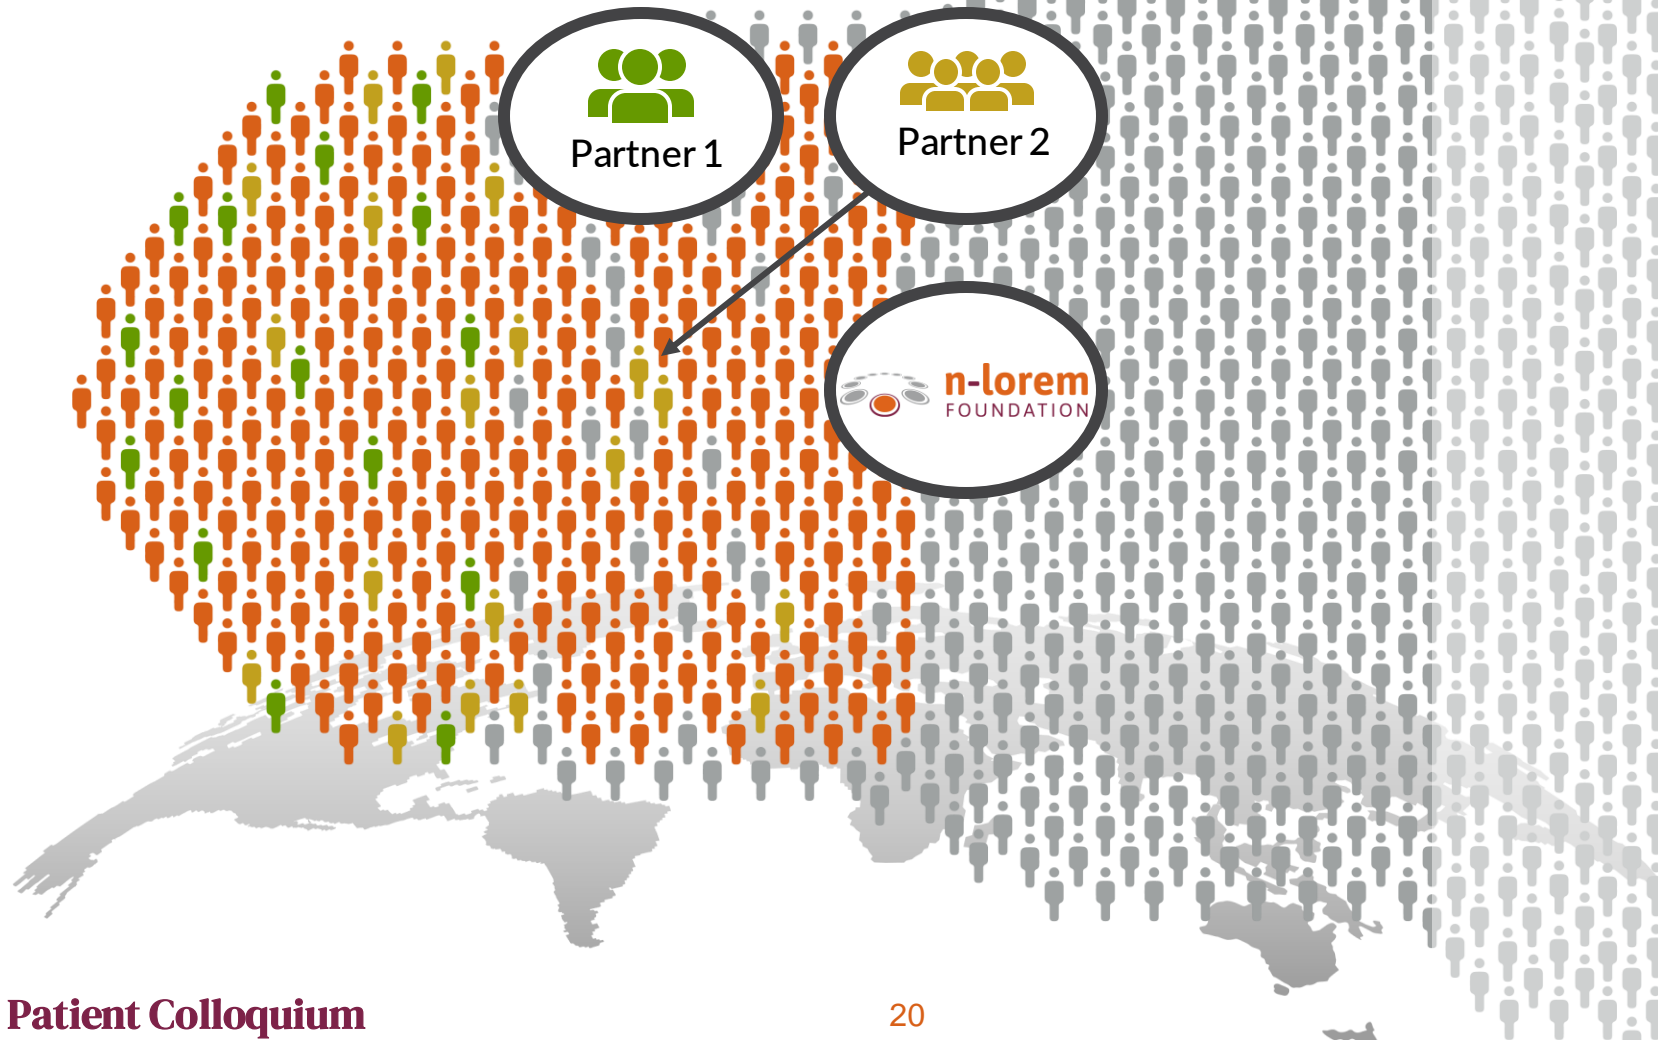 Partner 1
Partner 2
n-lorem
FOUNDATION
Patient Colloquium
20